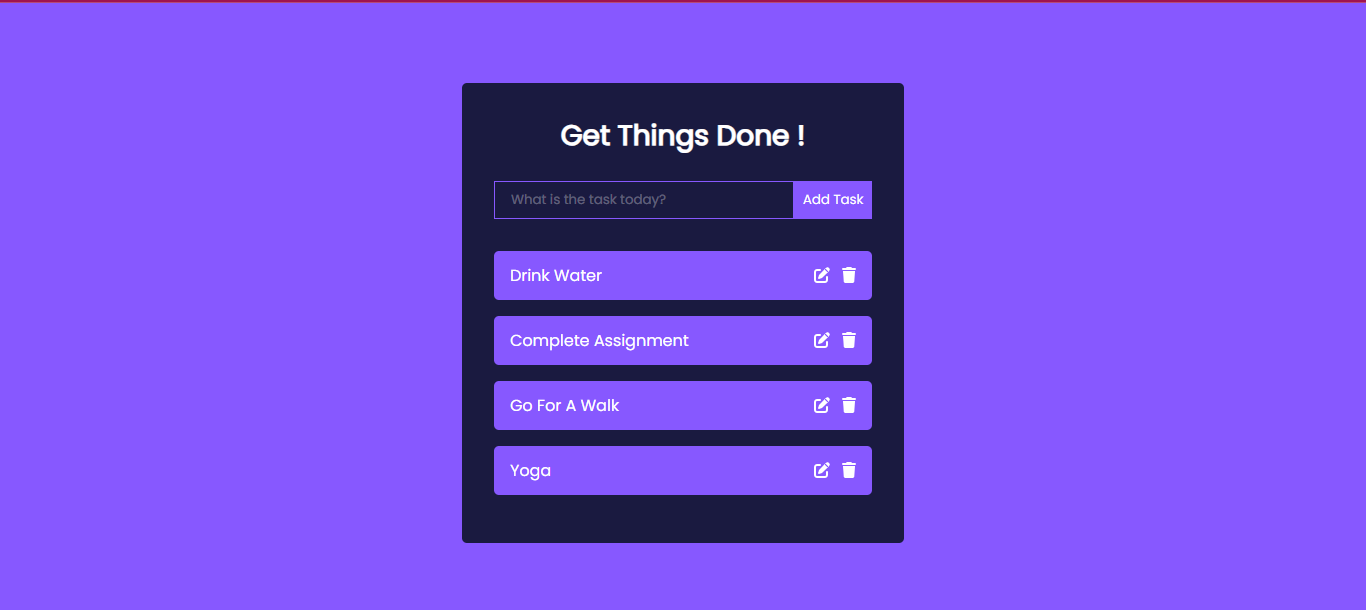 Get Things Done !
What is the task today?
Add Task
Drink Water
Complete Assignment
Go For A Walk
Yoga